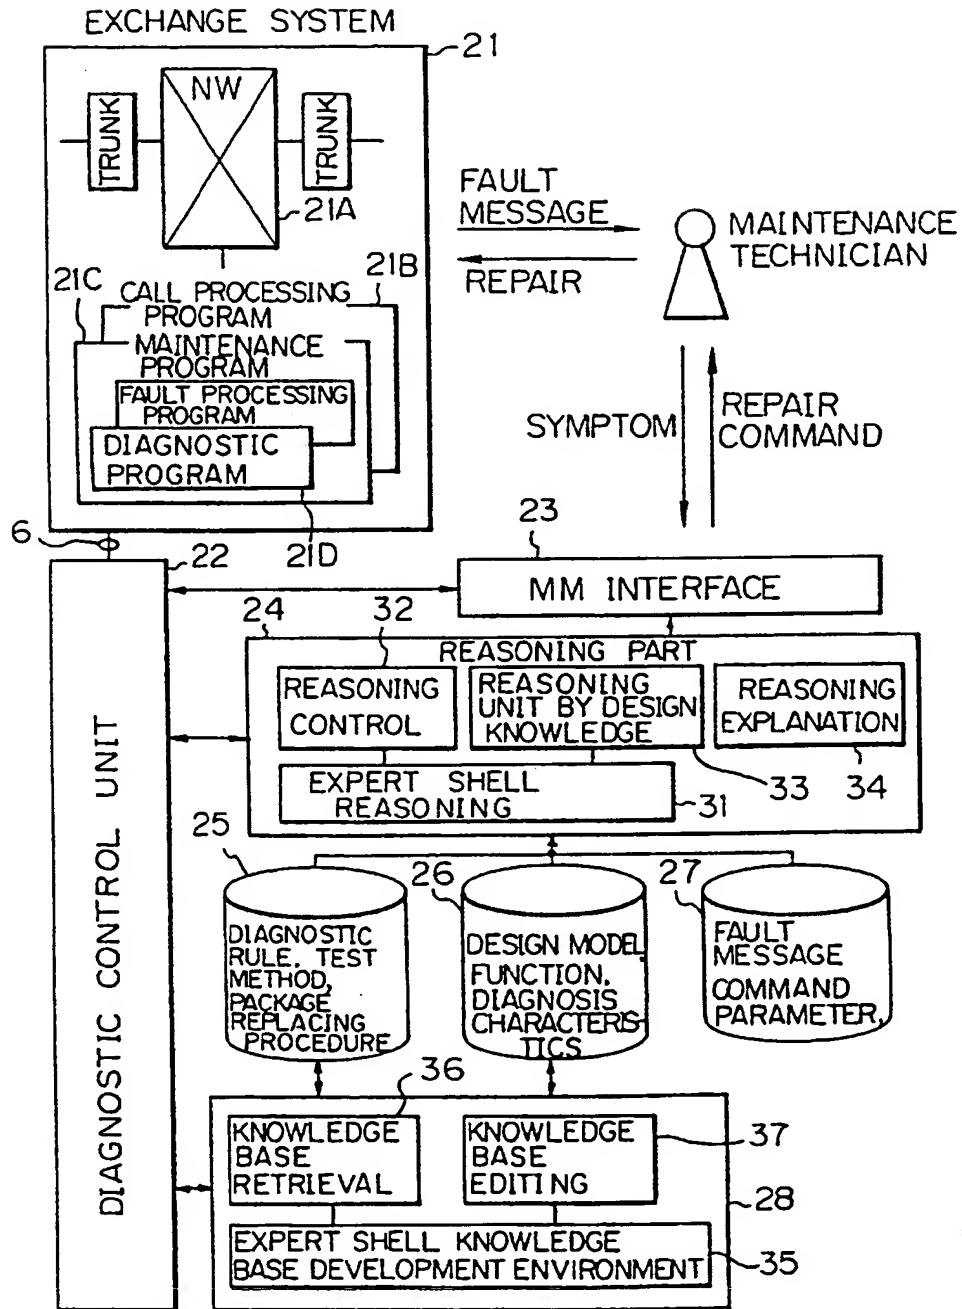 EXCHANGE SYSTEM
21
NW
TRUNK
TRUNK
21A
FAULT
MESSAGE
REPAIR
MAINTENANCE
TECHNICIAN
21C
21B
CALL PROCESSING
PROGRAM
MAINTENANCE
PROGRAM
FAULT PROCESSING
PROGRAM
DIAGNOSTIC
PROGRAM
21D
SYMPTOM
REPAIR
COMMAND
6
22
DIAGNOSTIC CONTROL UNIT
23
MM INTERFACE
24
32
REASONING PART
REASONING
CONTROL
REASONING
UNIT BY DESIGN
KNOWLEDGE
REASONING
EXPLANATION
EXPERT SHELL
REASONING
31
33
34
25
DIAGNOSTIC
RULE, TEST
METHOD,
PACKAGE
REPLACING
PROCEDURE
26
DESIGN MODEL,
FUNCTION,
DIAGNOSIS
CHARACTERIS-
TICS
27
FAULT
MESSAGE
COMMAND
PARAMETER,
36
KNOWLEDGE
BASE
RETRIEVAL
KNOWLEDGE
BASE
EDITING
37
28
EXPERT SHELL KNOWLEDGE
BASE DEVELOPMENT ENVIRONMENT
35